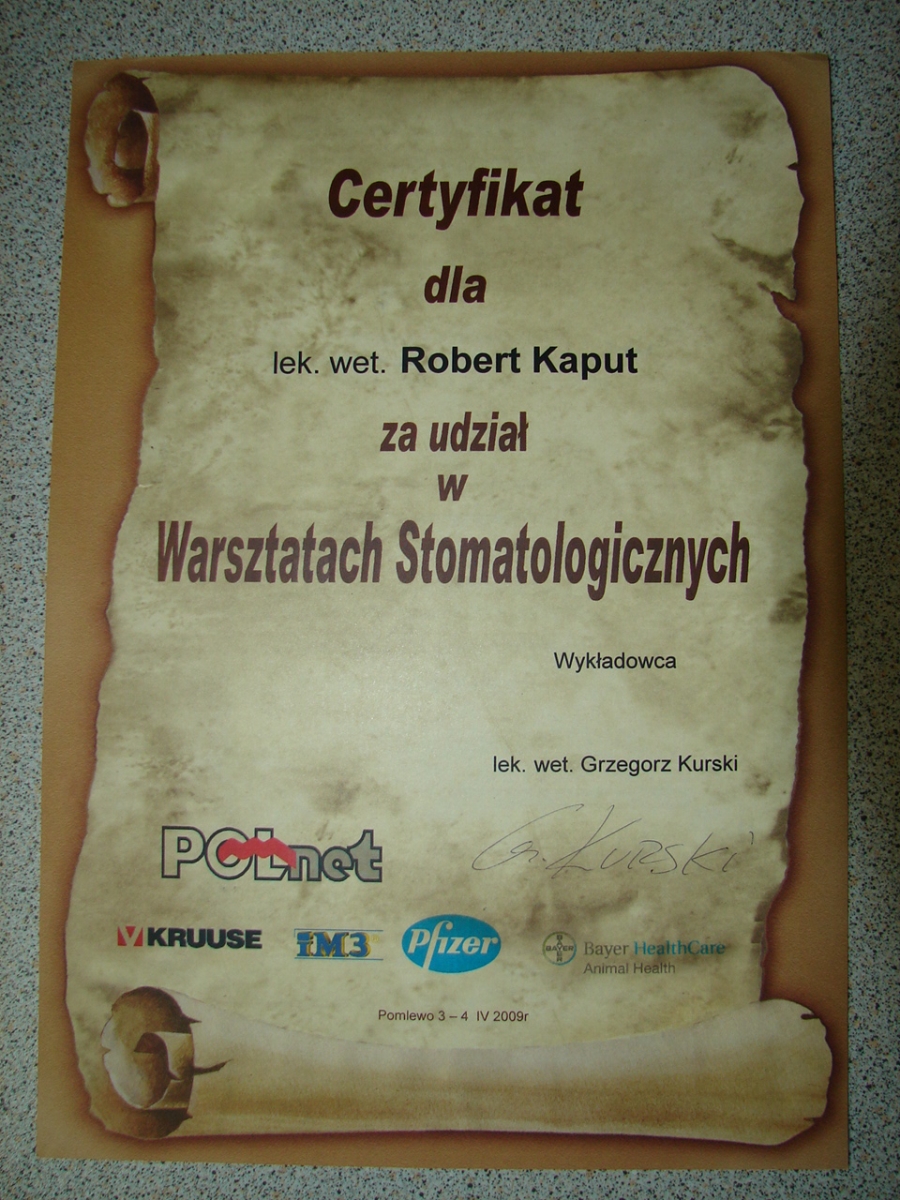 Certyfikat
dla
lek. wet. Robert Kaput
za udział
w
Warsztatach Stomatologicznych
Wykładowca
lek. wet. Grzegorz Kurski
G. Kurski
POLnet
KRUUSE
iM3
Pfizer
BAYER
Bayer HealthCare
Animal Health
Pomlewo 3 – 4 IV 2009r